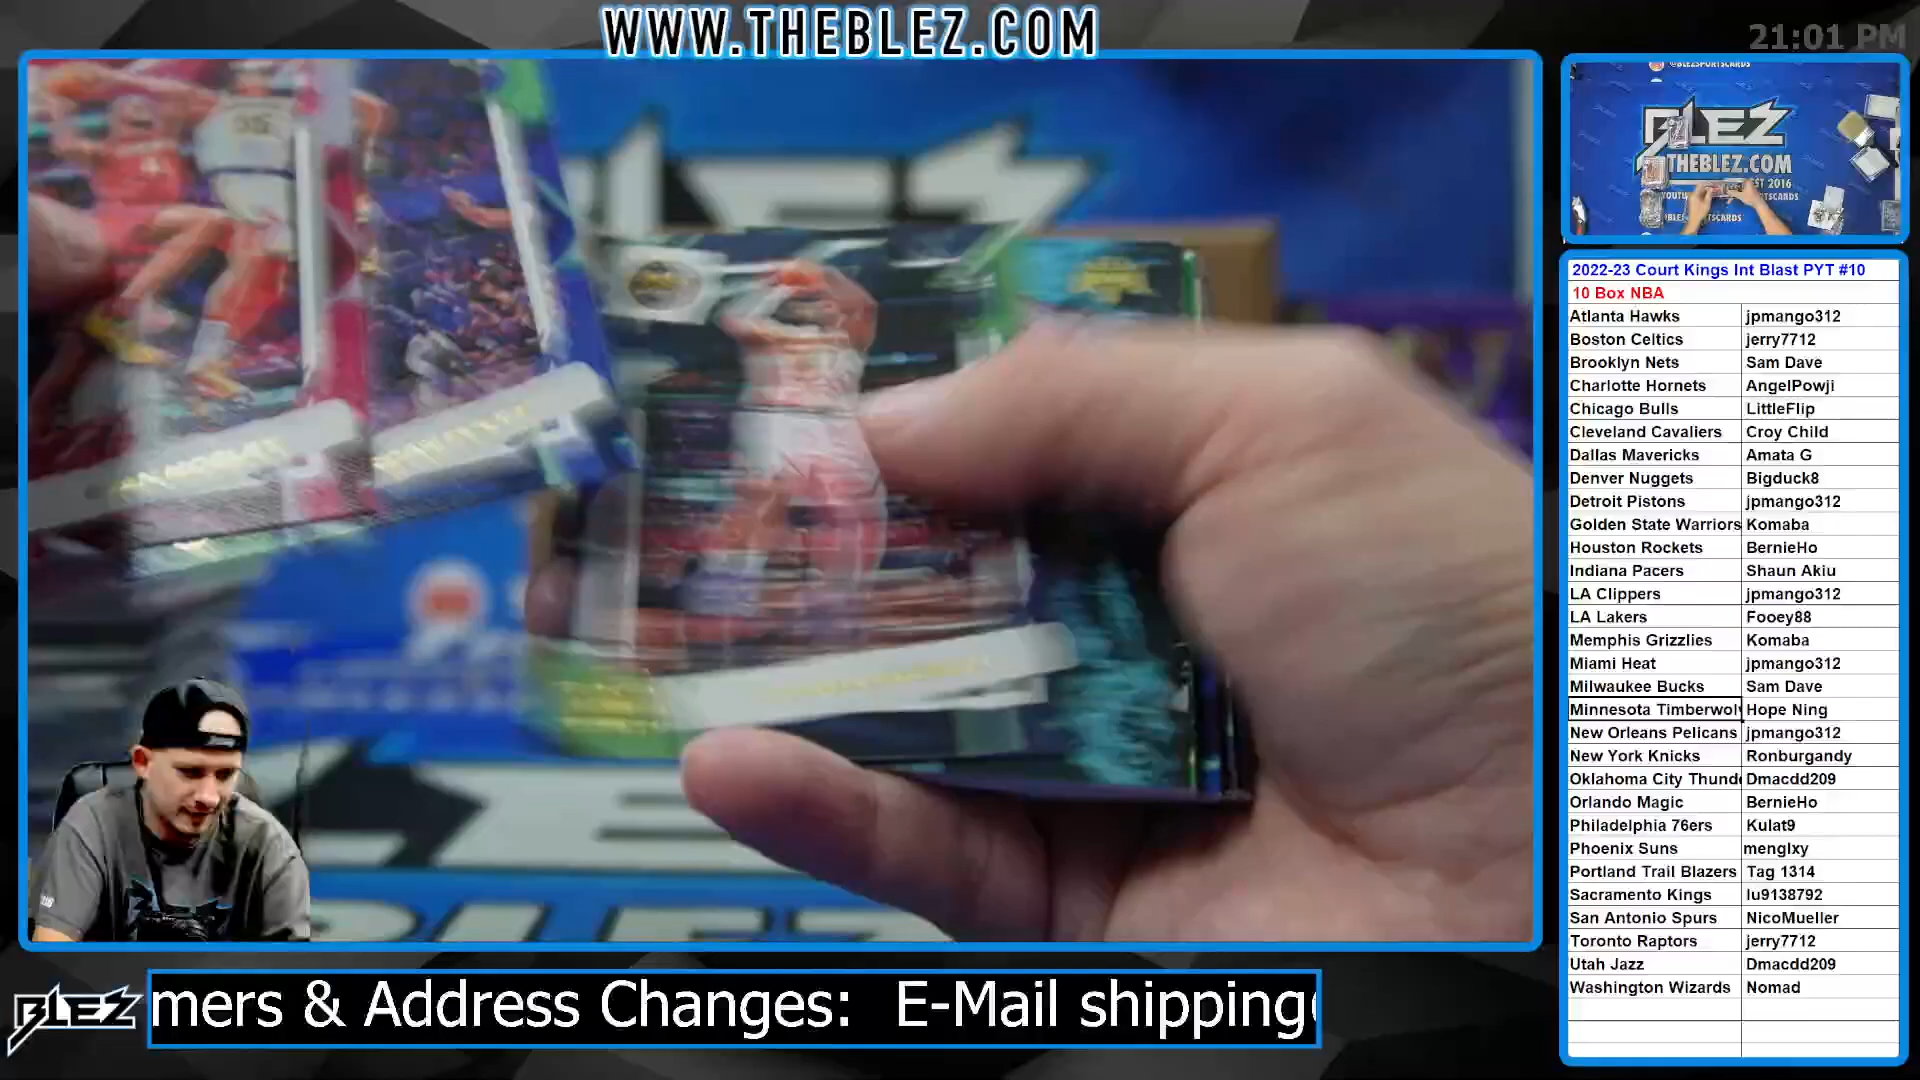 WWW.THEBLEZ.COM
21:01 PM
@BLEZSPORTSCARDS
BLEZ
THEBLEZ.COM
EST 2016
2022-23 Court Kings Int Blast PYT #10
10 Box NBA
Atlanta Hawks jpmango312
Boston Celtics jerry7712
Brooklyn Nets Sam Dave
Charlotte Hornets AngelPowji
Chicago Bulls LittleFlip
Cleveland Cavaliers Croy Child
Dallas Mavericks Amata G
Denver Nuggets Bigduck8
Detroit Pistons jpmango312
Golden State Warriors Komaba
Houston Rockets BernieHo
Indiana Pacers Shaun Akiu
LA Clippers jpmango312
LA Lakers Fooey88
Memphis Grizzlies Komaba
Miami Heat jpmango312
Milwaukee Bucks Sam Dave
Minnesota Timberwolv Hope Ning
New Orleans Pelicans jpmango312
New York Knicks Ronburgandy
Oklahoma City Thunde Dmacdd209
Orlando Magic BernieHo
Philadelphia 76ers Kulat9
Phoenix Suns menglxy
Portland Trail Blazers Tag 1314
Sacramento Kings lu9138792
San Antonio Spurs NicoMueller
Toronto Raptors jerry7712
Utah Jazz Dmacdd209
Washington Wizards Nomad
BLEZ
mers & Address Changes: E-Mail shipping